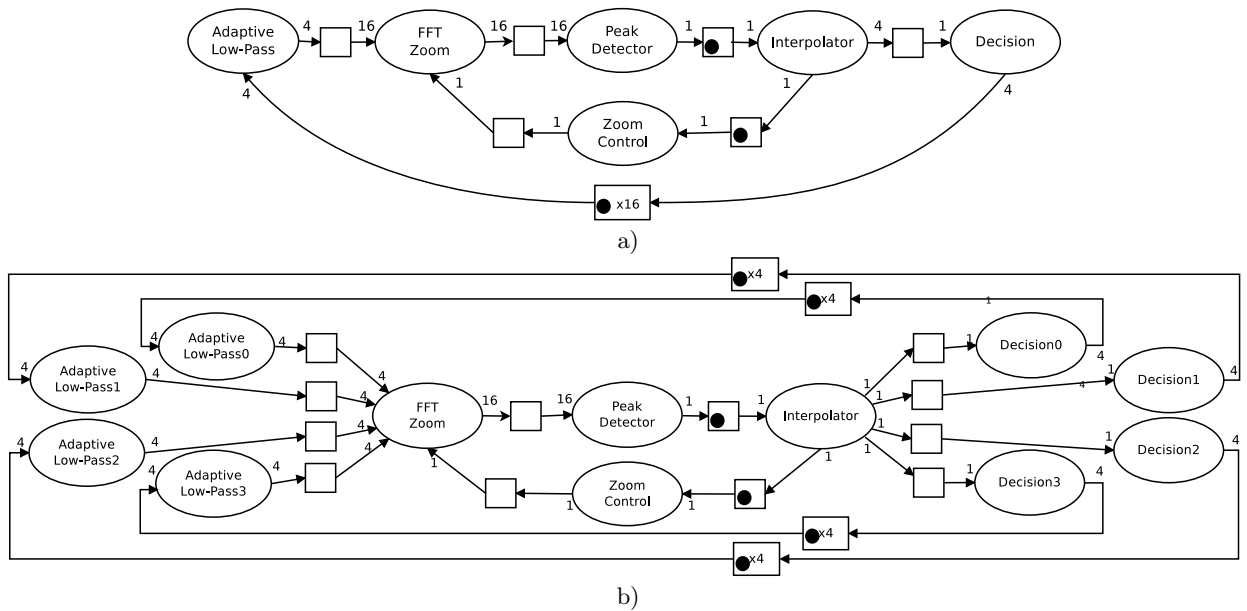 Adaptive
Low-Pass
4
16
FFT
Zoom
16
16
Peak
Detector
1
1
Interpolator
4
1
Decision
4
1
1
Zoom
Control
1
1
4
x16
a)
x4
x4
1
4
Adaptive
Low-Pass0
4
4
1
Decision0
4
4
Adaptive
Low-Pass1
4
4
1
4
1
Decision1
4
4
FFT
Zoom
16
16
Peak
Detector
1
1
Interpolator
1
4
Adaptive
Low-Pass2
4
4
1
1
Decision2
4
4
Adaptive
Low-Pass3
4
4
1
1
Zoom
Control
1
1
1
1
Decision3
4
x4
x4
b)